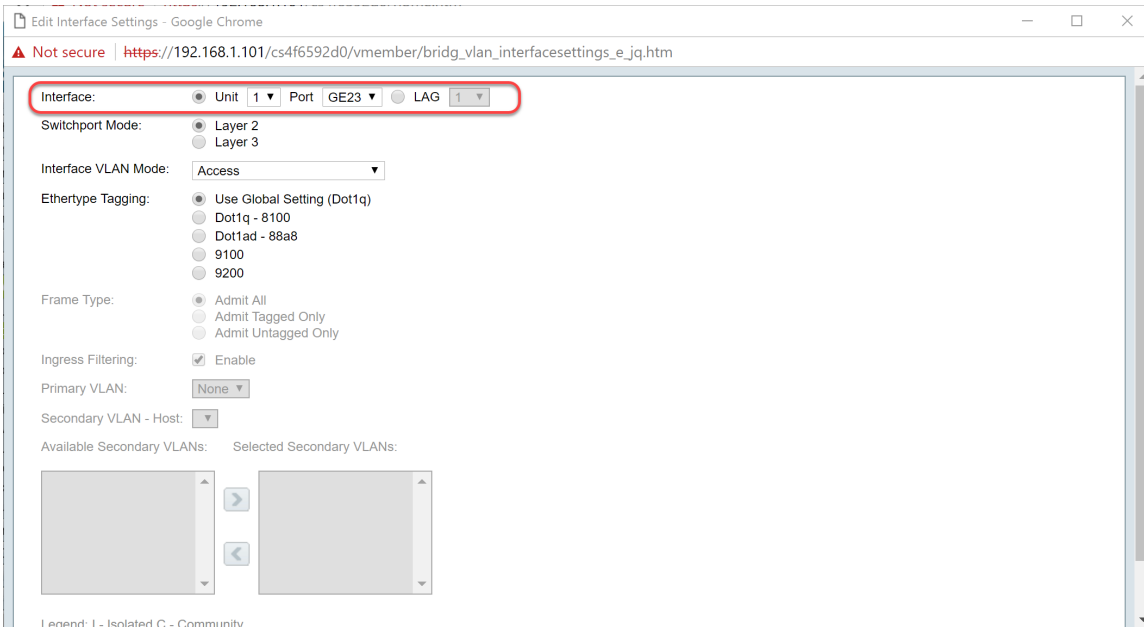 Edit Interface Settings - Google Chrome
Not secure | https://192.168.1.101/cs4f6592d0/vmember/bridg_vlan_interfacesettings_e_jq.htm
Interface: Unit 1 Port GE23 LAG 1
Switchport Mode: Layer 2
Layer 3
Interface VLAN Mode: Access
Ethertype Tagging: Use Global Setting (Dot1q)
Dot1q - 8100
Dot1ad - 88a8
9100
9200
Frame Type: Admit All
Admit Tagged Only
Admit Untagged Only
Ingress Filtering: Enable
Primary VLAN: None
Secondary VLAN - Host:
Available Secondary VLANs: Selected Secondary VLANs:
Legend: I - Isolated C - Community